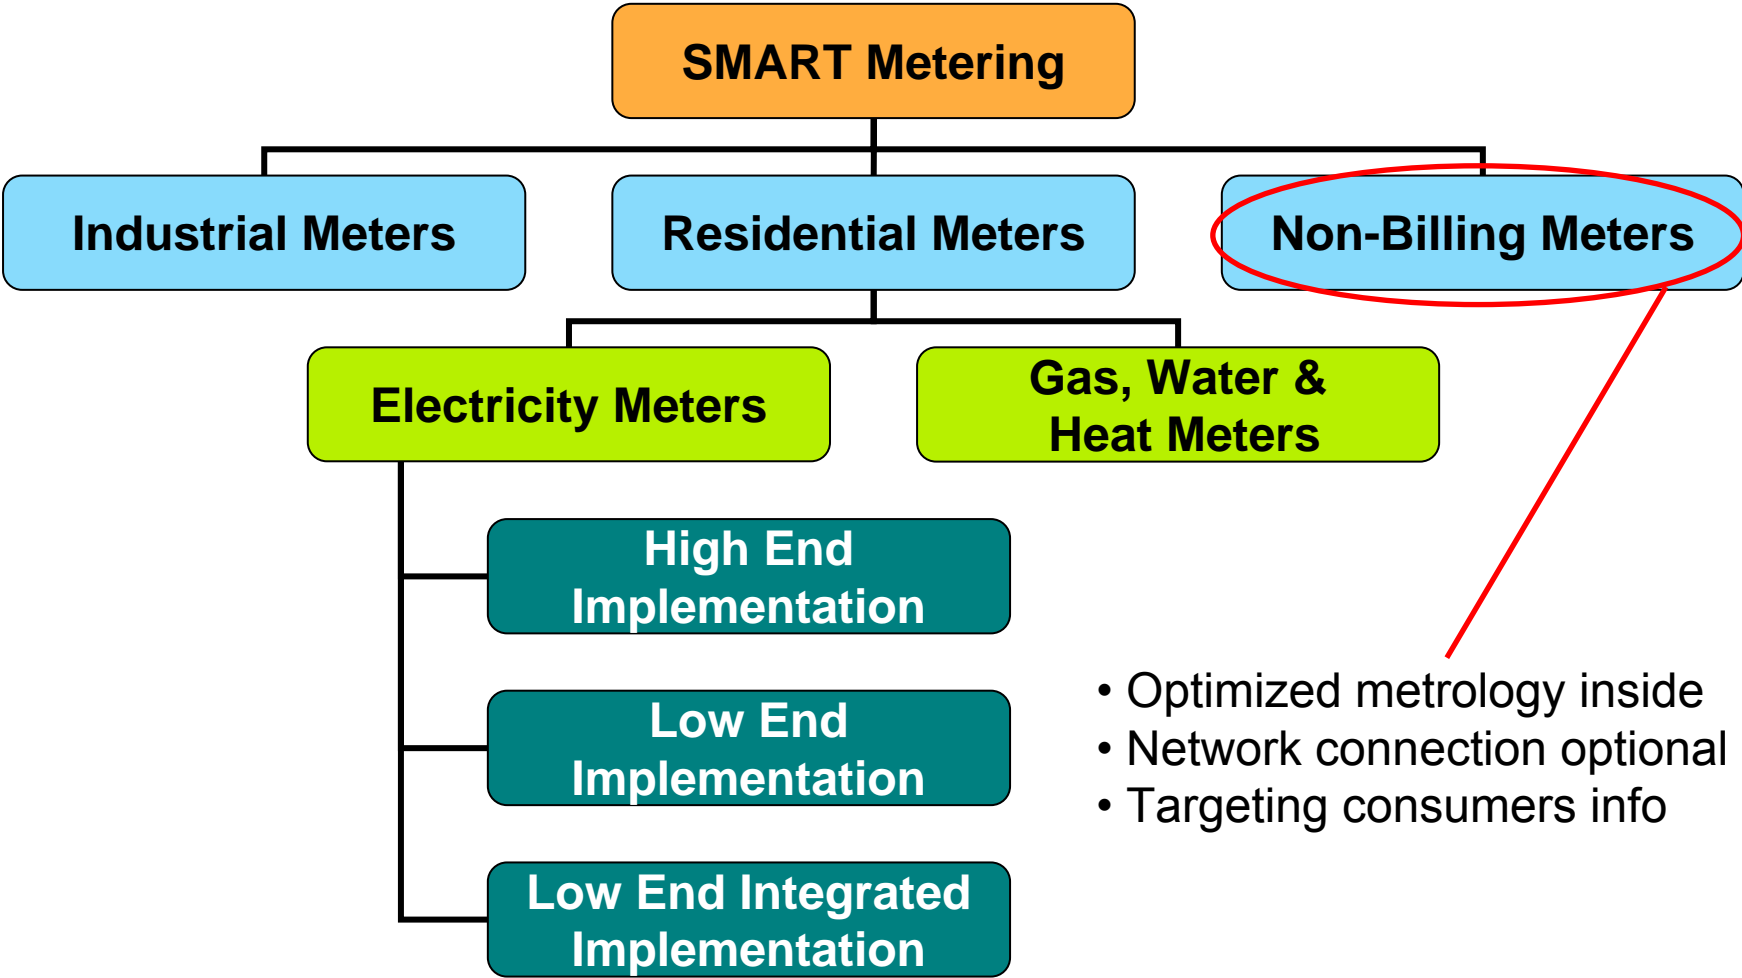 SMART Metering
Industrial Meters
Residential Meters
Non-Billing Meters
Electricity Meters
Gas, Water &
Heat Meters
High End
Implementation
Low End
Implementation
Low End Integrated
Implementation
• Optimized metrology inside
• Network connection optional
• Targeting consumers info